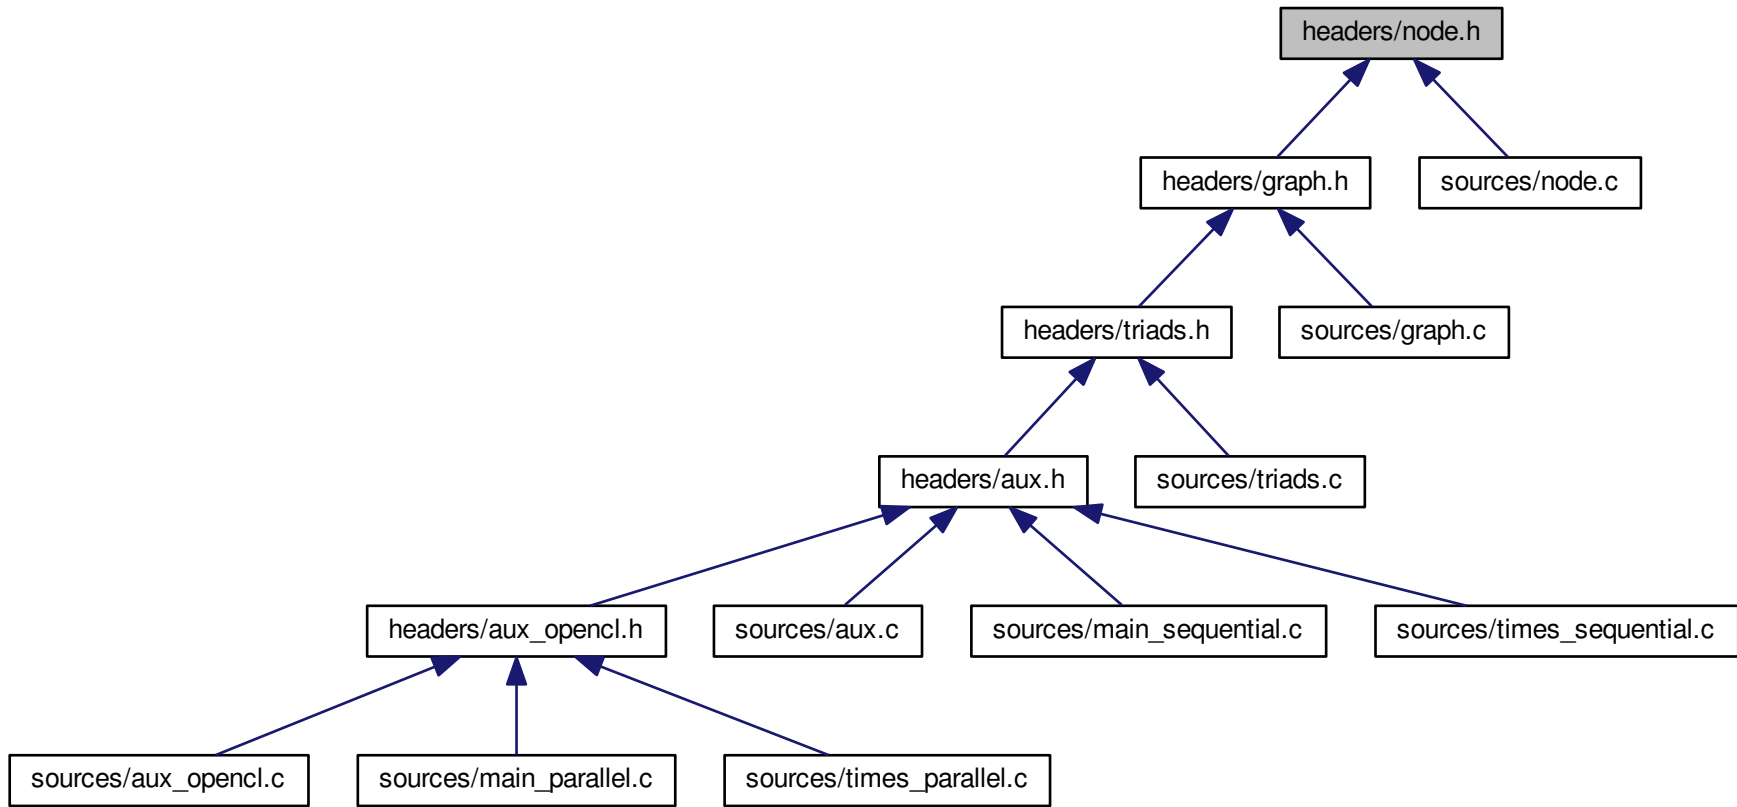 headers/node.h
headers/graph.h
sources/node.c
headers/triads.h
sources/graph.c
headers/aux.h
sources/triads.c
headers/aux_opencl.h
sources/aux.c
sources/main_sequential.c
sources/times_sequential.c
sources/aux_opencl.c
sources/main_parallel.c
sources/times_parallel.c